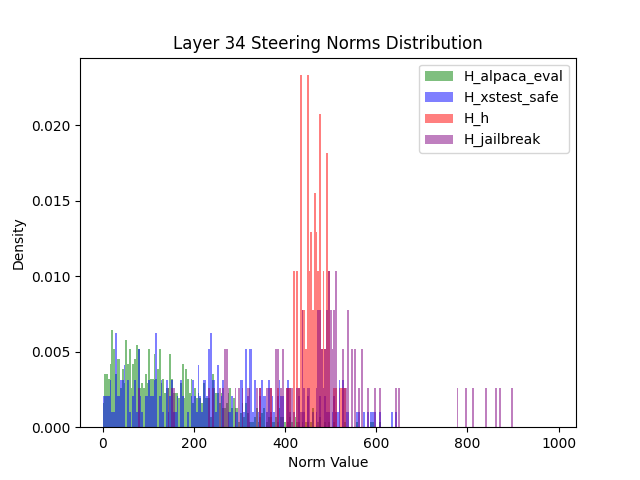 Layer 34 Steering Norms Distribution
H_alpaca_eval
H_xstest_safe
H_h
H_jailbreak
Density
0.020
0.015
0.010
0.005
0.000
0
200
400
600
800
1000
Norm Value